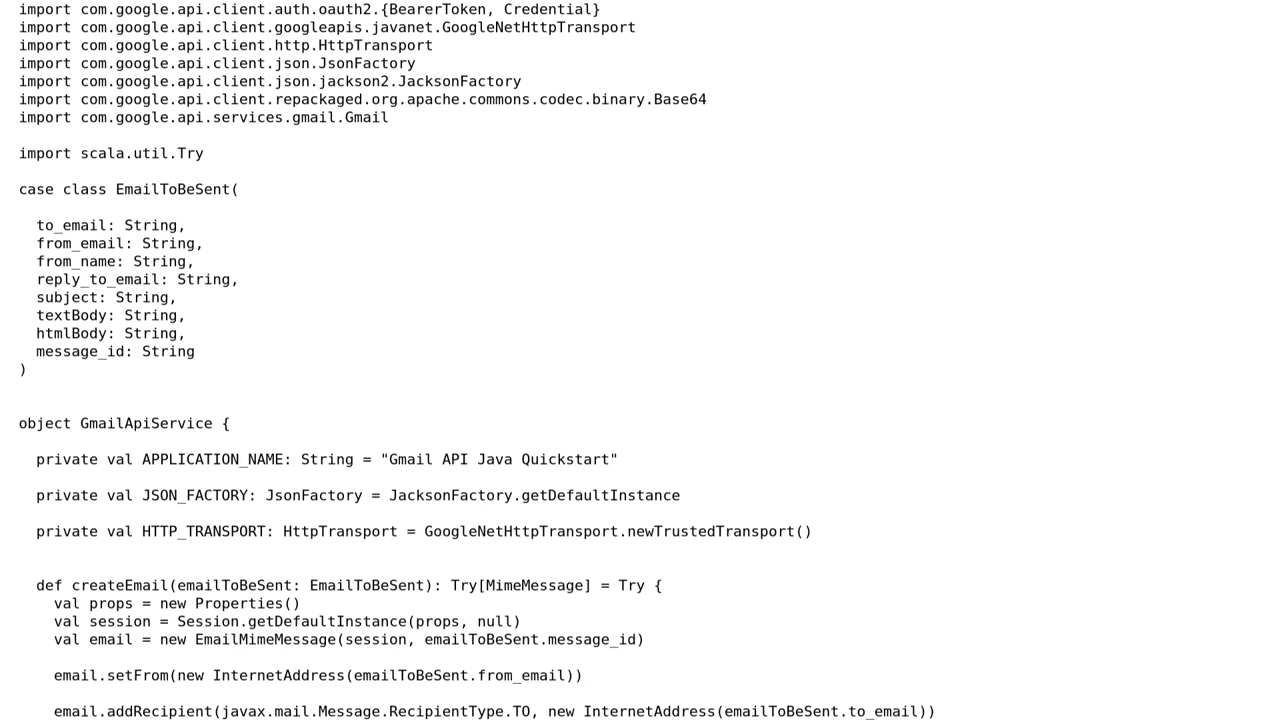 import com.google.api.client.auth.oauth2.{BearerToken, Credential}
import com.google.api.client.googleapis.javanet.GoogleNetHttpTransport
import com.google.api.client.http.HttpTransport
import com.google.api.client.json.JsonFactory
import com.google.api.client.json.jackson2.JacksonFactory
import com.google.api.client.repackaged.org.apache.commons.codec.binary.Base64
import com.google.api.services.gmail.Gmail

import scala.util.Try

case class EmailToBeSent(

  to_email: String,
  from_email: String,
  from_name: String,
  reply_to_email: String,
  subject: String,
  textBody: String,
  htmlBody: String,
  message_id: String
)


object GmailApiService {

  private val APPLICATION_NAME: String = "Gmail API Java Quickstart"

  private val JSON_FACTORY: JsonFactory = JacksonFactory.getDefaultInstance

  private val HTTP_TRANSPORT: HttpTransport = GoogleNetHttpTransport.newTrustedTransport()


  def createEmail(emailToBeSent: EmailToBeSent): Try[MimeMessage] = Try {
    val props = new Properties()
    val session = Session.getDefaultInstance(props, null)
    val email = new EmailMimeMessage(session, emailToBeSent.message_id)

    email.setFrom(new InternetAddress(emailToBeSent.from_email))

    email.addRecipient(javax.mail.Message.RecipientType.TO, new InternetAddress(emailToBeSent.to_email))